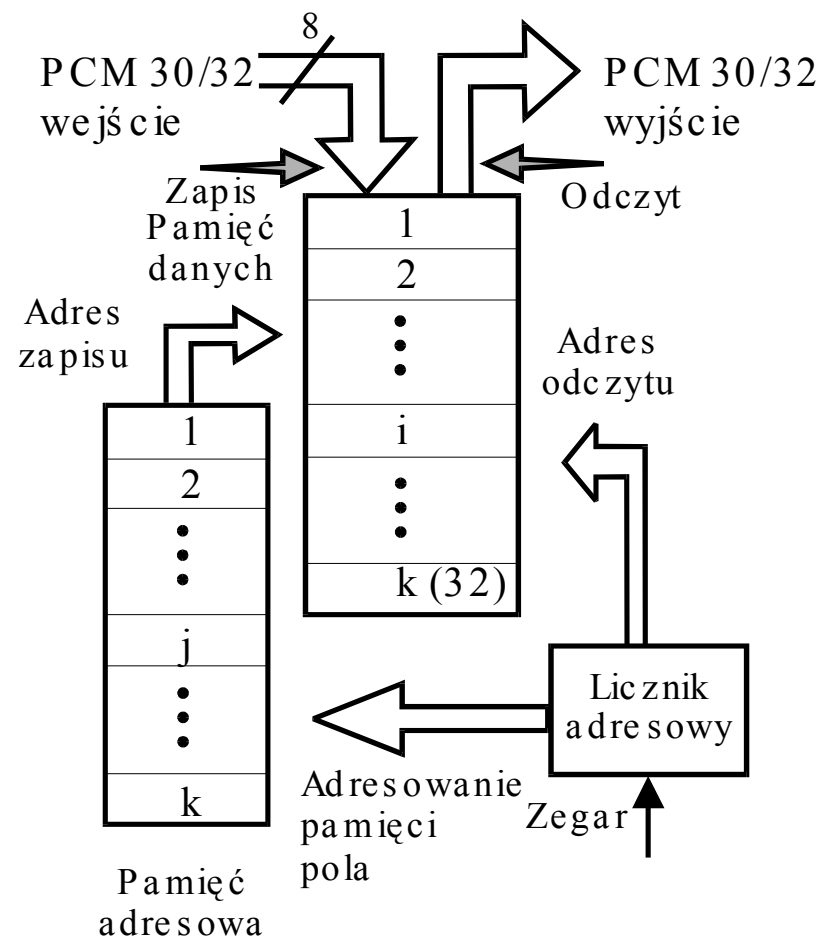 8
PCM 30/32
wejście
PCM 30/32
wyjście
Zapis
Pamięć
danych
Odczyt
1
2
i
k (32)
Adres
zapisu
Adres
odczytu
1
2
j
k
Licznik
adresowy
Adresowanie
pamięci
pola
Zegar
Pamięć
adresowa